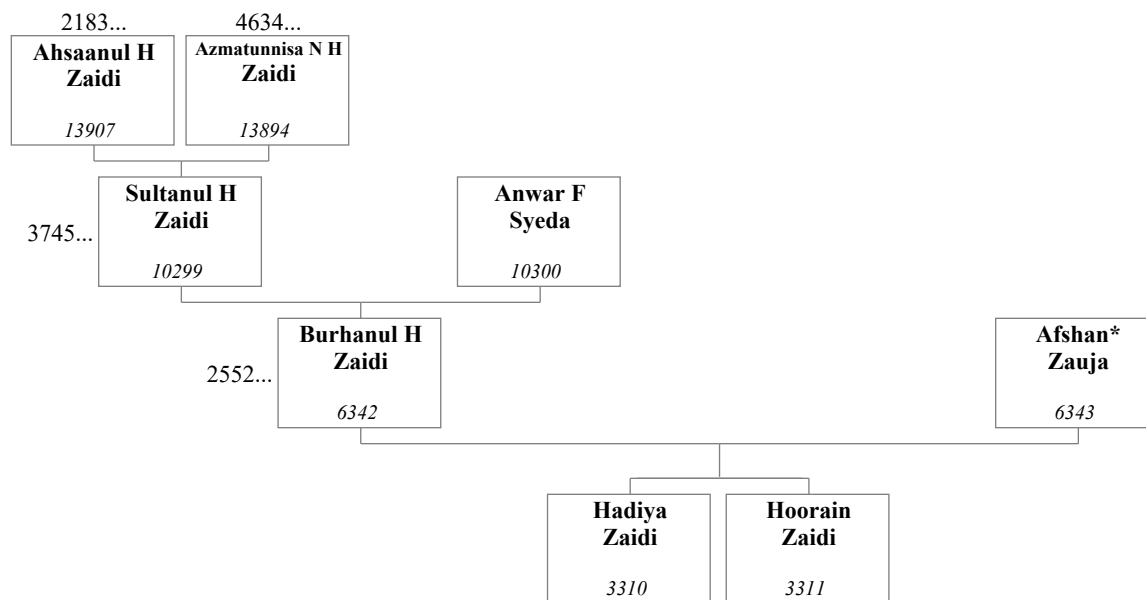 2183...
4634...
Ahsaanul H
Zaidi
13907
Azmatunnisa N H
Zaidi
13894
3745...
Sultanul H
Zaidi
10299
Anwar F
Syeda
10300
2552...
Burhanul H
Zaidi
6342
Afshan*
Zauja
6343
Hadiya
Zaidi
3310
Hoorain
Zaidi
3311